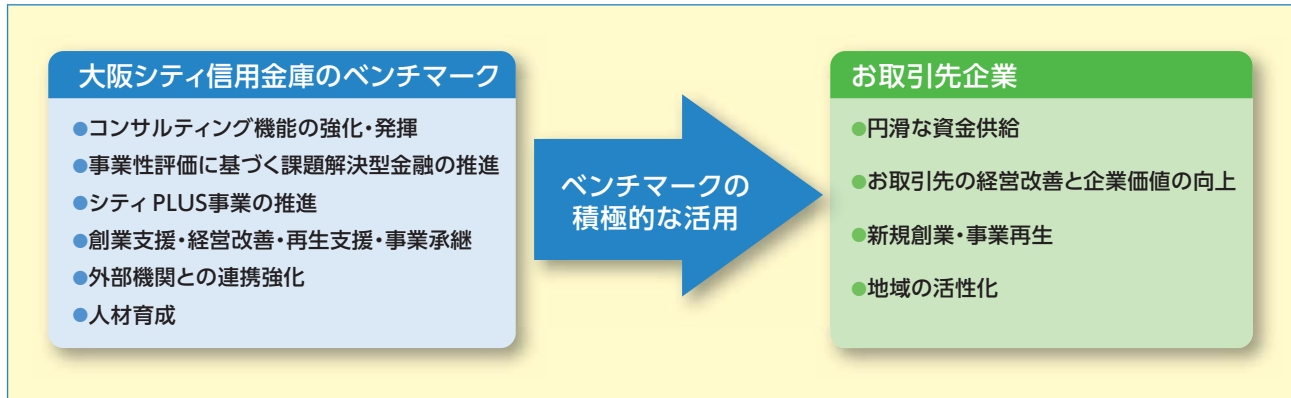 大阪シティ信用金庫のベンチマーク
●コンサルティング機能の強化・発揮
●事業性評価に基づく課題解決型金融の推進
●シティPLUS事業の推進
●創業支援・経営改善・再生支援・事業承継
●外部機関との連携強化
●人材育成
ベンチマークの
積極的な活用
お取引先企業
●円滑な資金供給
●お取引先の経営改善と企業価値の向上
●新規創業・事業再生
●地域の活性化